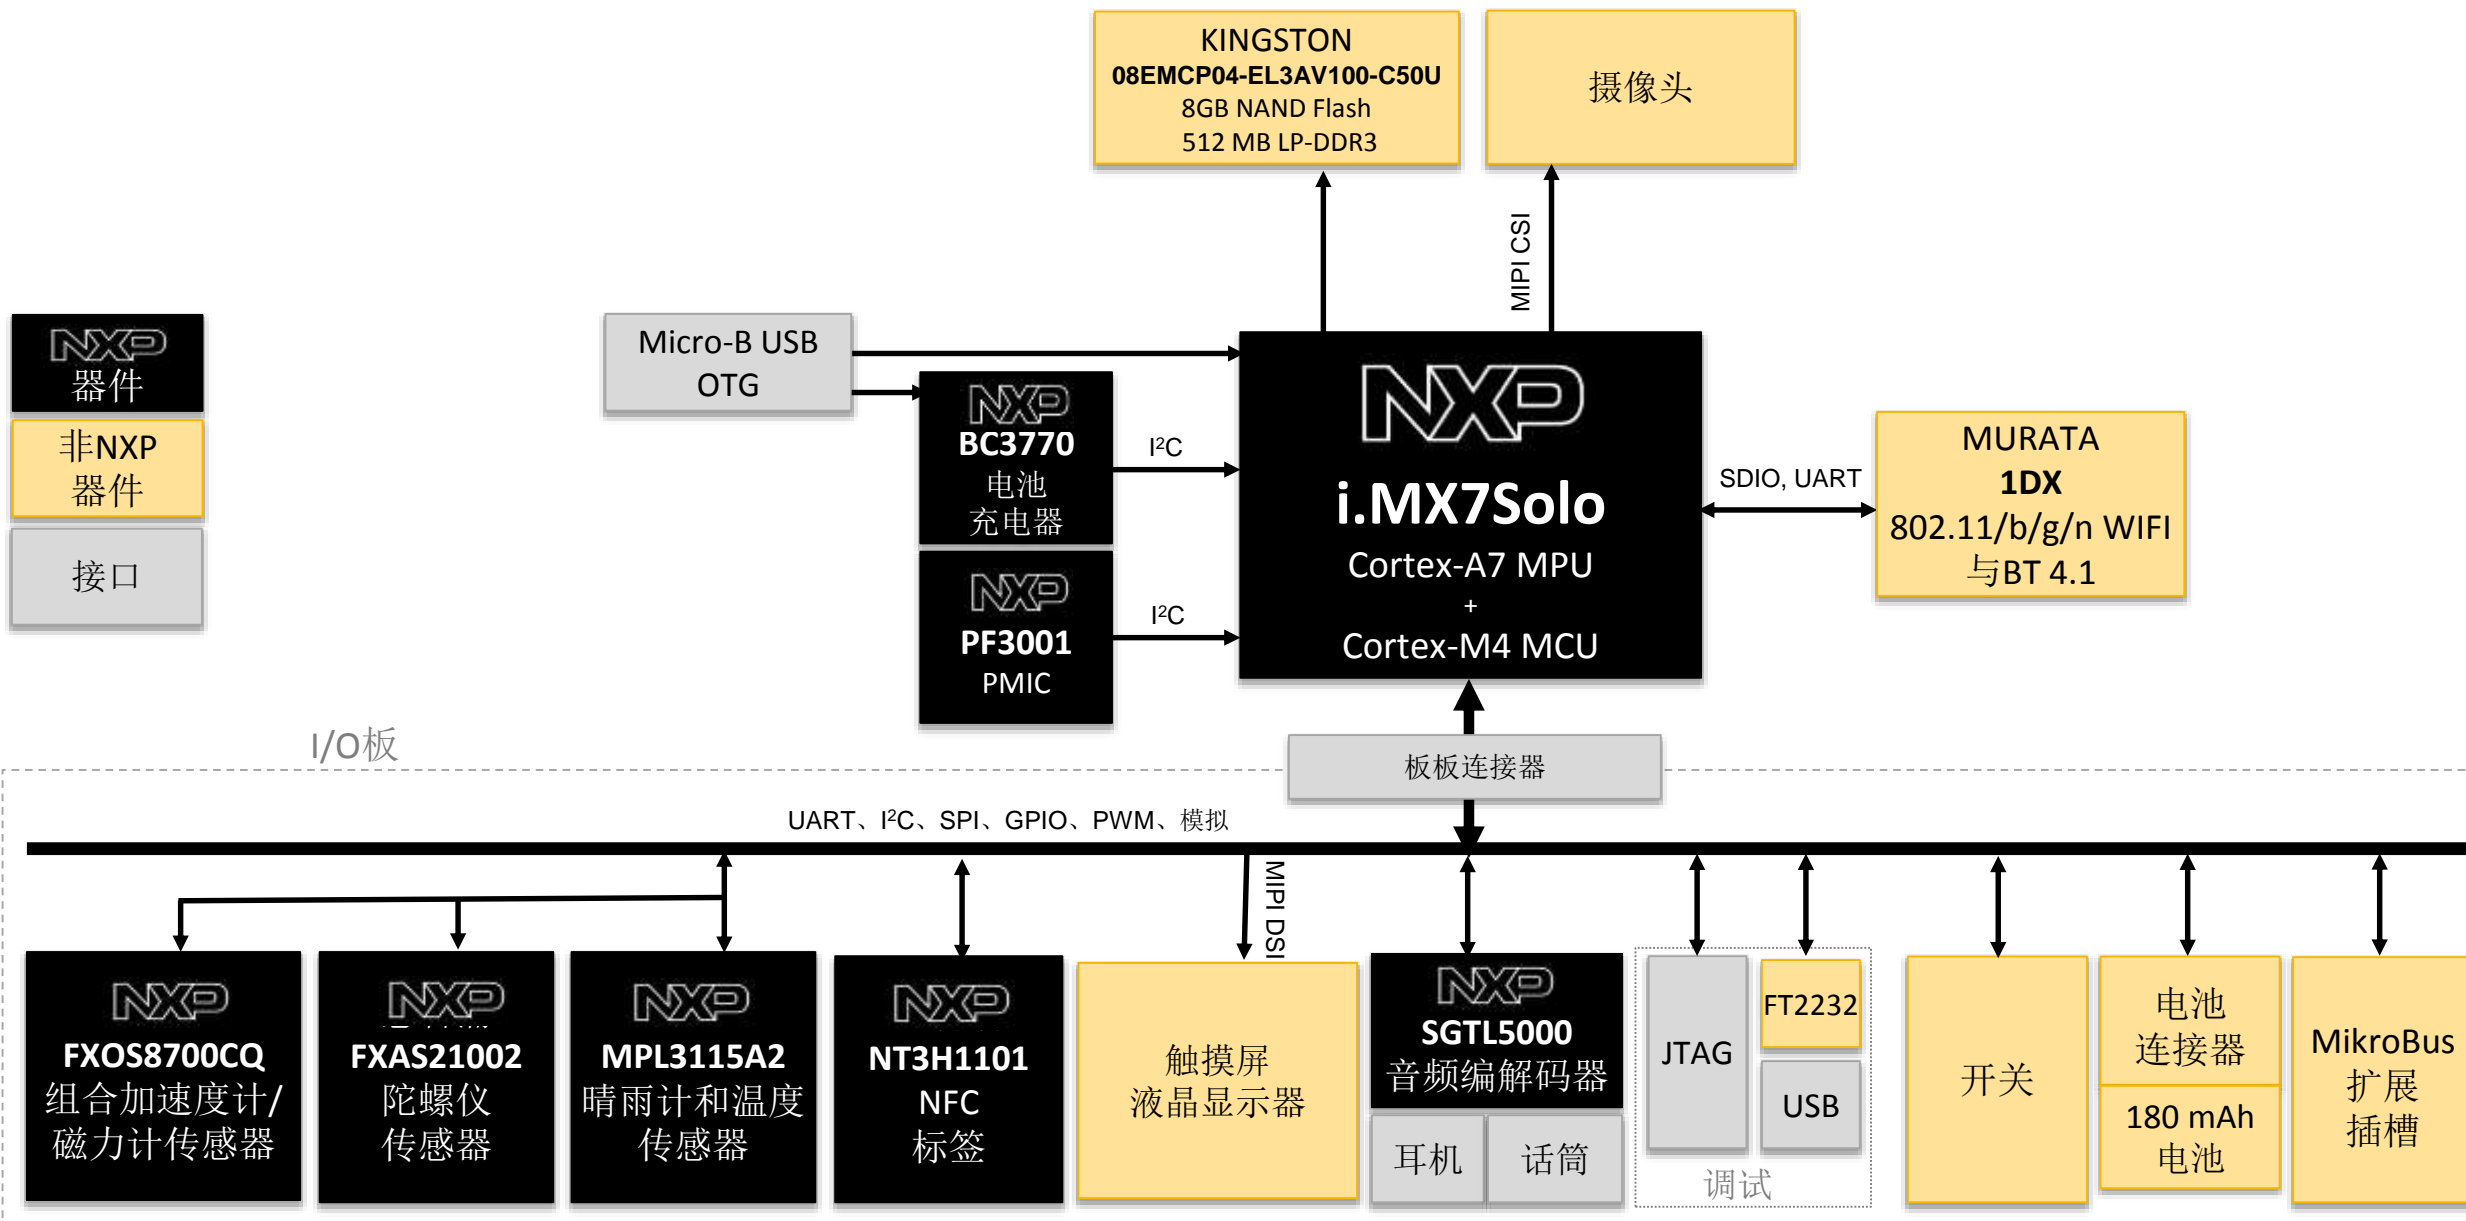 KINGSTON
08EMCP04-EL3AV100-C50U
8GB NAND Flash
512 MB LP-DDR3
摄像头
MIPI CSI
NXP
器件
非NXP
器件
接口
Micro-B USB
OTG
NXP
BC3770
电池
充电器
I²C
NXP
PF3001
PMIC
I²C
NXP
i.MX7Solo
Cortex-A7 MPU
+
Cortex-M4 MCU
SDIO, UART
MURATA
1DX
802.11/b/g/n WIFI
与BT 4.1
I/O板
板板连接器
UART、I²C、SPI、GPIO、PWM、模拟
MIPI DSI
NXP
FXOS8700CQ
组合加速度计/
磁力计传感器
NXP
FXAS21002
陀螺仪
传感器
NXP
MPL3115A2
晴雨计和温度
传感器
NXP
NT3H1101
NFC
标签
触摸屏
液晶显示器
NXP
SGTL5000
音频编解码器
耳机
话筒
JTAG
FT2232
USB
调试
开关
电池
连接器
180 mAh
电池
MikroBus
扩展
插槽